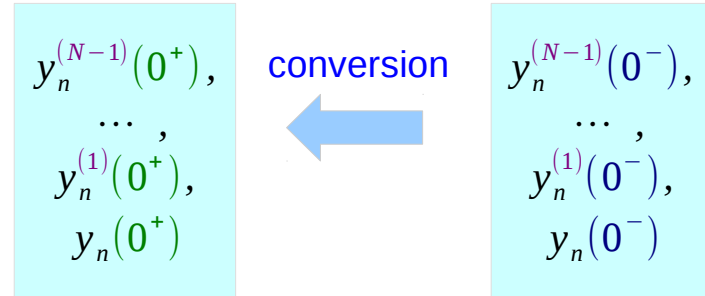 y_n^{(N−1)}(0^+),
⋯ ,
y_n^{(1)}(0^+),
y_n(0^+)
conversion
y_n^{(N−1)}(0^−),
⋯ ,
y_n^{(1)}(0^−),
y_n(0^−)